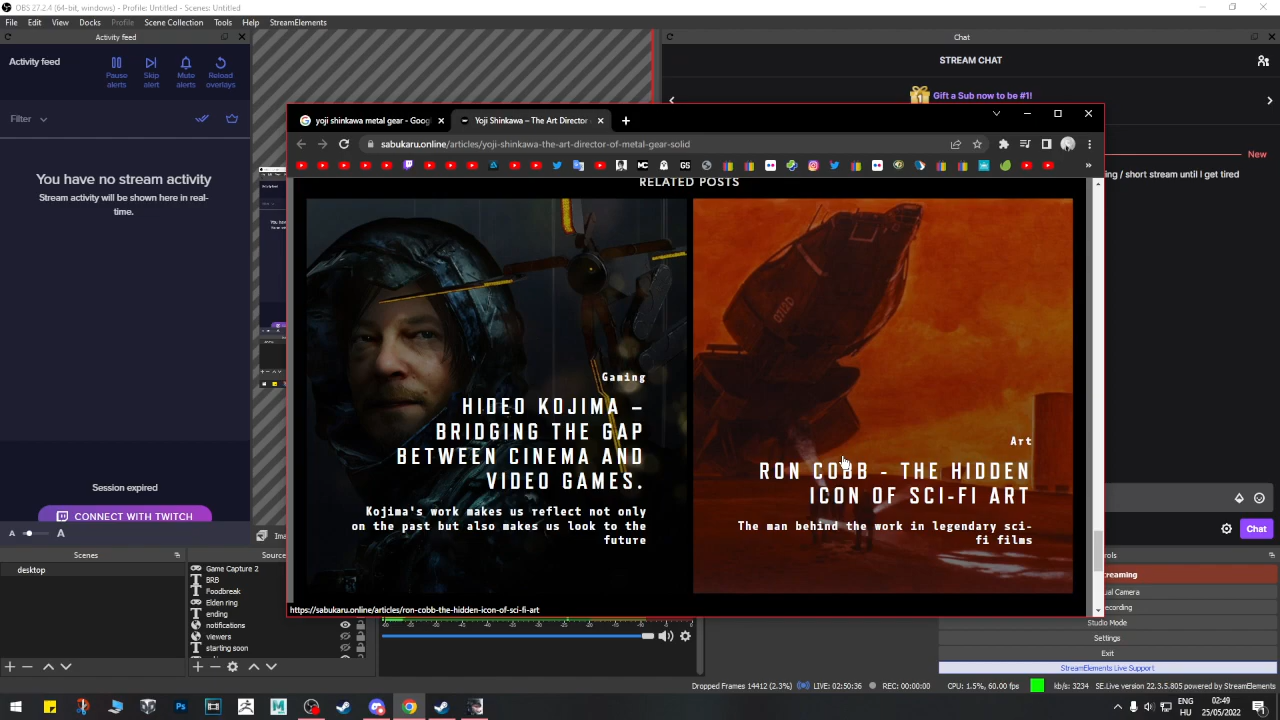 OBS 27.2.4 (64-bit, windows) - Profile: Untitled - Scenes: Untitled
File Edit View Docks Profile Scene Collection Tools Help StreamElements
Activity feed
Activity feed
Pause alerts
Skip alert
Mute alerts
Reload overlays
Filter
You have no stream activity
Stream activity will be shown here in real-
time.
Session expired
CONNECT WITH TWITCH
A A
Chat
STREAM CHAT
Gift a Sub now to be #1!
New
ing / short stream until I get tired
Chat
yoji shinkawa metal gear - Googl
Yoji Shinkawa – The Art Director
sabukaru.online/articles/yoji-shinkawa-the-art-director-of-metal-gear-solid
RELATED POSTS
Gaming
HIDEO KOJIMA –
BRIDGING THE GAP
BETWEEN CINEMA AND
VIDEO GAMES.
Kojima's work makes us reflect not only
on the past but also makes us look to the
future
Art
RON COBB - THE HIDDEN
ICON OF SCI-FI ART
The man behind the work in legendary sci-
fi films
https://sabukaru.online/articles/ron-cobb-the-hidden-icon-of-sci-fi-art
Scenes
desktop
Sourc
Game Capture 2
BRB
Foodbreak
Elden ring
ending
notifications
viewers
starting soon
rols
treaming
ual Camera
ecording
Studio Mode
Settings
Exit
StreamElements Live Support
Dropped Frames 14412 (2.3%) LIVE: 02:50:36 REC: 00:00:00 CPU: 1.5%, 60.00 fps kb/s: 3234 SE.Live version 22.3.5.805 powered by StreamElements
ENG
HU
02:49
25/05/2022